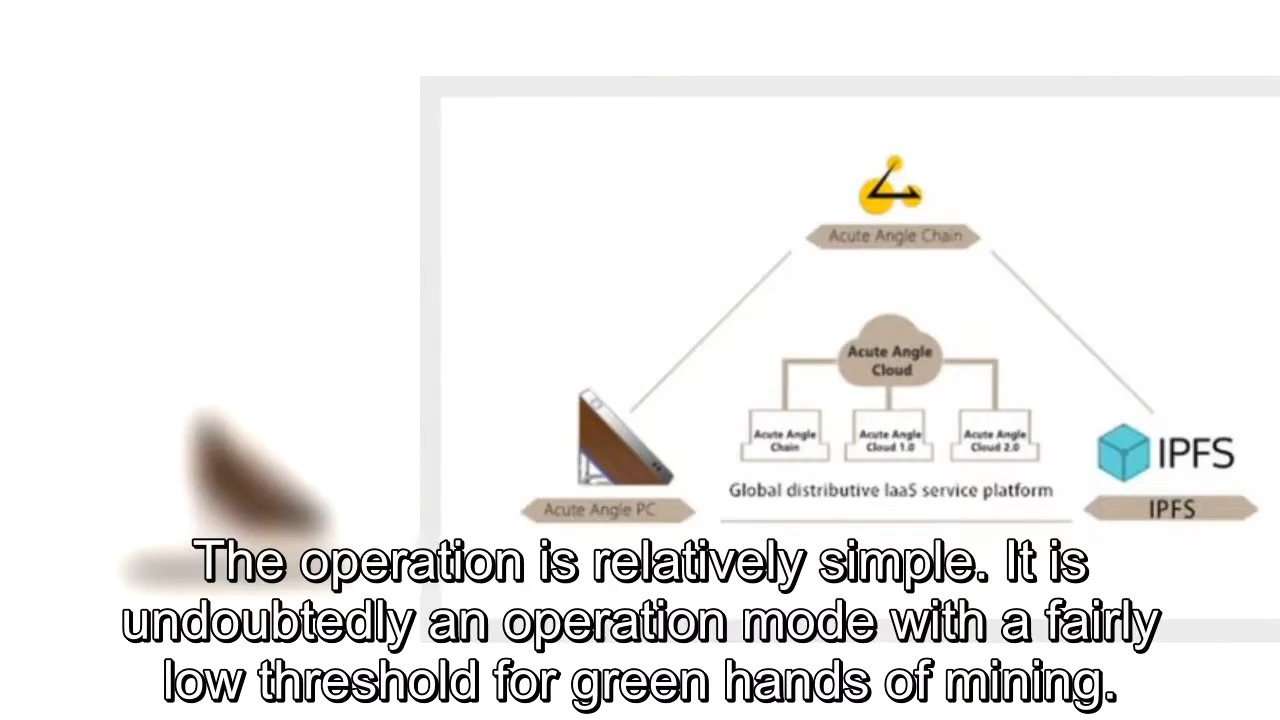 Acute Angle Chain
Acute Angle
Cloud
Acute Angle
Chain
Acute Angle
Cloud 1.0
Acute Angle
Cloud 2.0
Global distributive IaaS service platform
Acute Angle PC
IPFS
IPFS
The operation is relatively simple. It is
undoubtedly an operation mode with a fairly
low threshold for green hands of mining.